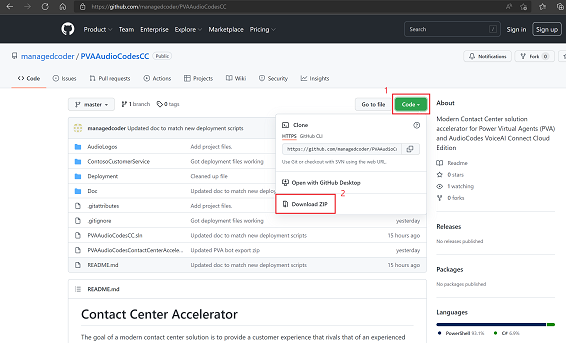 https://github.com/managedcoder/PVAAudioCodesCC
Product Team Enterprise Explore Marketplace Pricing Search / Sign in Sign up
managedcoder / PVAAudioCodesCC Public
Notifications Fork 0
Code Issues Pull requests Actions Projects Wiki Security Insights
1
master 1 branch 0 tags Go to file Code
managedcoder Updated doc to match new deployment scripts
AudioLogos Add project files.
ContosoCustomerService Got deployment files working
Deployment Cleaned up file
Doc Updated doc to match new deployment s
.gitattributes Add project files.
.gitignore Got deployment files working yesterday
PVAAudioCodesCC.sln Updated doc to match new deployment scripts 15 hours ago
PVAAudioCodesContactCenterAccele... Update PVA bot export zip yesterday
README.md Updated doc to match new deployment scripts 15 hours ago
Clone
HTTPS GitHub CLI
https://github.com/managedcoder/PVAAudioCo
Use Git or checkout with SVN using the web URL.
Open with GitHub Desktop
2
Download ZIP
README.md
Contact Center Accelerator
The goal of a modern contact center solution is to provide a customer experience that rivals that of an experienced
About
Modern Contact Center solution
accelerator for Power Virtual Agents (PVA)
and AudioCodes VoiceAI Connect Cloud
Edition
Readme
0 stars
1 watching
0 forks
Releases
No releases published
Packages
No packages published
Languages
PowerShell 93.1% C# 6.9%